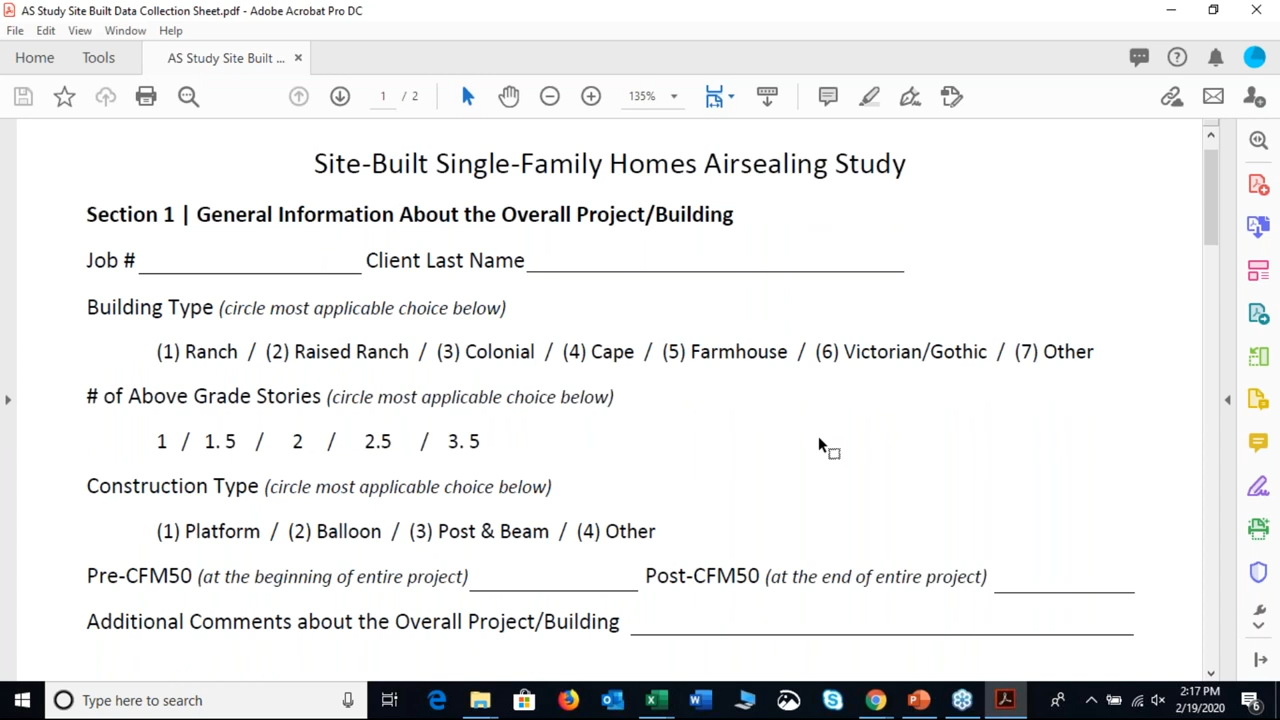 AS Study Site Built Data Collection Sheet.pdf - Adobe Acrobat Pro DC
File Edit View Window Help
Home Tools AS Study Site Built ... ×
1 / 2 135%
Site-Built Single-Family Homes Airsealing Study
Section 1 | General Information About the Overall Project/Building
Job # Client Last Name
Building Type (circle most applicable choice below)
(1) Ranch / (2) Raised Ranch / (3) Colonial / (4) Cape / (5) Farmhouse / (6) Victorian/Gothic / (7) Other
# of Above Grade Stories (circle most applicable choice below)
1 / 1. 5 / 2 / 2.5 / 3. 5
Construction Type (circle most applicable choice below)
(1) Platform / (2) Balloon / (3) Post & Beam / (4) Other
Pre-CFM50 (at the beginning of entire project) Post-CFM50 (at the end of entire project)
Additional Comments about the Overall Project/Building
Type here to search
2:17 PM
2/19/2020
6